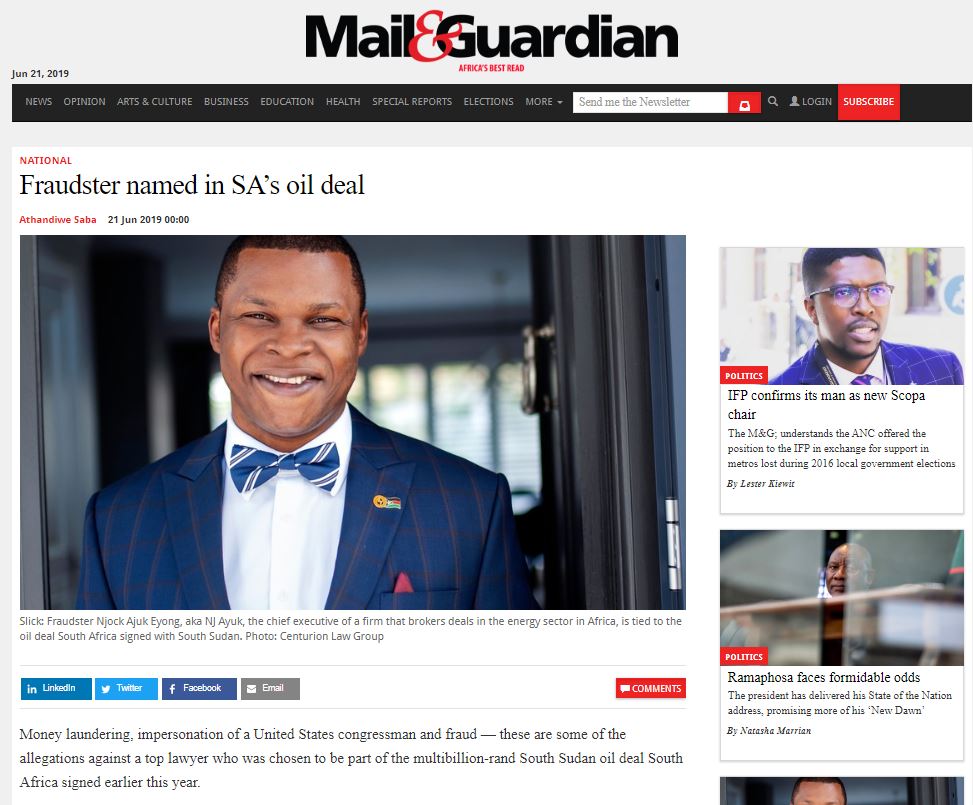 Mail&Guardian
AFRICA'S BEST READ
Jun 21, 2019
NEWS OPINION ARTS & CULTURE BUSINESS EDUCATION HEALTH SPECIAL REPORTS ELECTIONS MORE Send me the Newsletter LOGIN SUBSCRIBE
NATIONAL
Fraudster named in SA's oil deal
Athandiwe Saba 21 Jun 2019 00:00
Slick: Fraudster Njock Ajuk Eyong, aka NJ Ayuk, the chief executive of a firm that brokers deals in the energy sector in Africa, is tied to the
oil deal South Africa signed with South Sudan. Photo: Centurion Law Group
LinkedIn Twitter Facebook Email COMMENTS
Money laundering, impersonation of a United States congressman and fraud — these are some of the
allegations against a top lawyer who was chosen to be part of the multibillion-rand South Sudan oil deal South
Africa signed earlier this year.
POLITICS
IFP confirms its man as new Scopa
chair
The M&G; understands the ANC offered the
position to the IFP in exchange for support in
metros lost during 2016 local government elections
By Lester Kiewit
POLITICS
Ramaphosa faces formidable odds
The president has delivered his State of the Nation
address, promising more of his 'New Dawn'
By Natasha Marrian